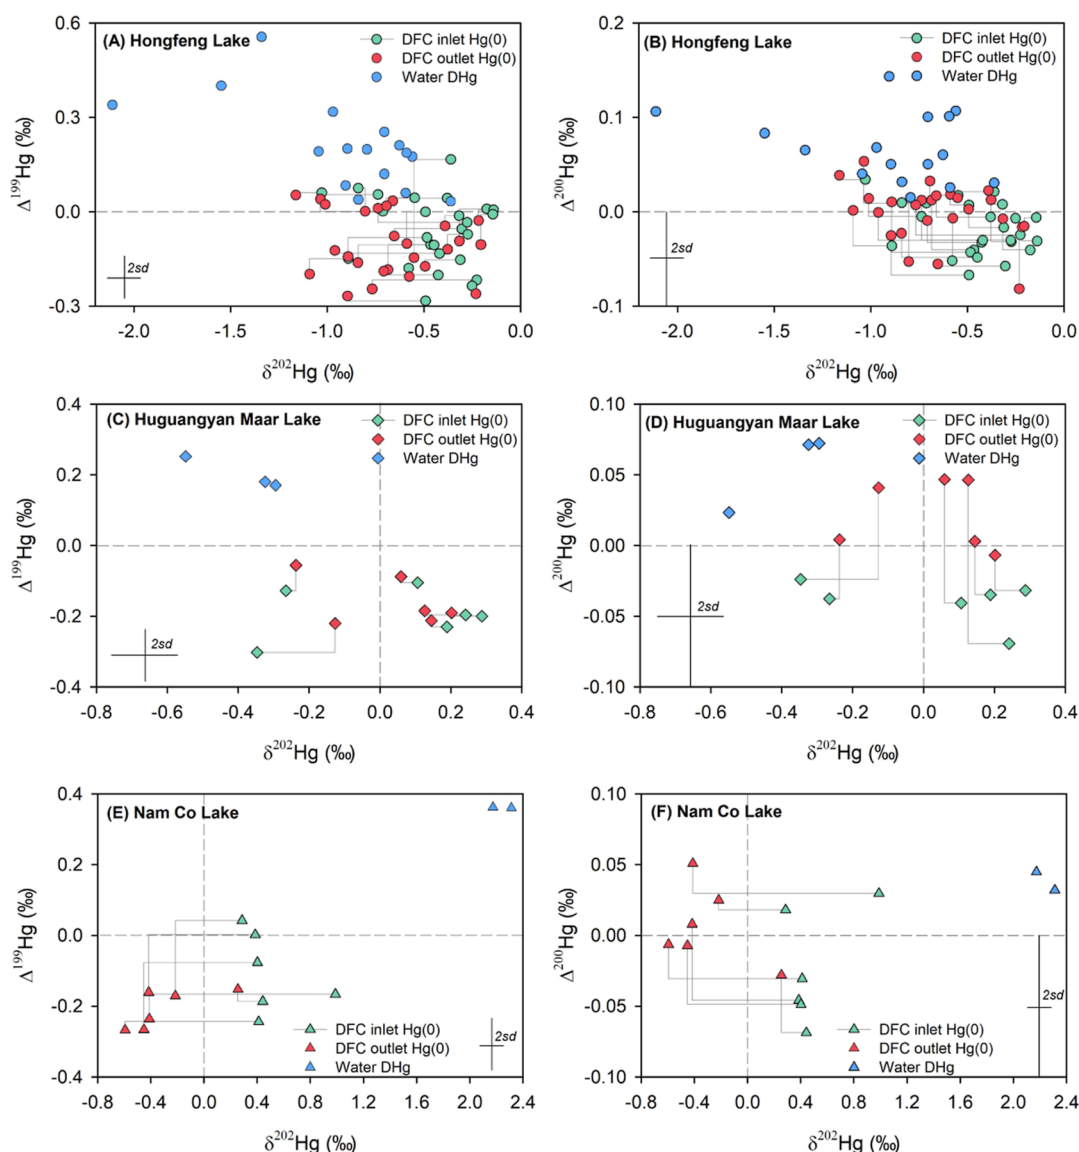 (A) Hongfeng Lake
DFC inlet Hg(0)
DFC outlet Hg(0)
Water DHg
0.6
0.3
0.0
-0.3
Δ¹⁹⁹Hg (‰)
2sd
-2.0 -1.5 -1.0 -0.5 0.0
δ²⁰²Hg (‰)
(B) Hongfeng Lake
DFC inlet Hg(0)
DFC outlet Hg(0)
Water DHg
0.2
0.1
0.0
-0.1
Δ²⁰⁰Hg (‰)
2sd
-2.0 -1.5 -1.0 -0.5 0.0
δ²⁰²Hg (‰)
(C) Huguangyan Maar Lake
DFC inlet Hg(0)
DFC outlet Hg(0)
Water DHg
0.4
0.2
0.0
-0.2
-0.4
Δ¹⁹⁹Hg (‰)
2sd
-0.8 -0.6 -0.4 -0.2 0.0 0.2 0.4
δ²⁰²Hg (‰)
(D) Huguangyan Maar Lake
DFC inlet Hg(0)
DFC outlet Hg(0)
Water DHg
0.10
0.05
0.00
-0.05
-0.10
Δ²⁰⁰Hg (‰)
2sd
-0.8 -0.6 -0.4 -0.2 0.0 0.2 0.4
δ²⁰²Hg (‰)
(E) Nam Co Lake
0.4
0.2
0.0
-0.2
-0.4
Δ¹⁹⁹Hg (‰)
DFC inlet Hg(0)
DFC outlet Hg(0)
Water DHg
2sd
-0.8 -0.4 0.0 0.4 0.8 1.2 1.6 2.0 2.4
δ²⁰²Hg (‰)
(F) Nam Co Lake
0.10
0.05
0.00
-0.05
-0.10
Δ²⁰⁰Hg (‰)
2sd
DFC inlet Hg(0)
DFC outlet Hg(0)
Water DHg
-0.8 -0.4 0.0 0.4 0.8 1.2 1.6 2.0 2.4
δ²⁰²Hg (‰)